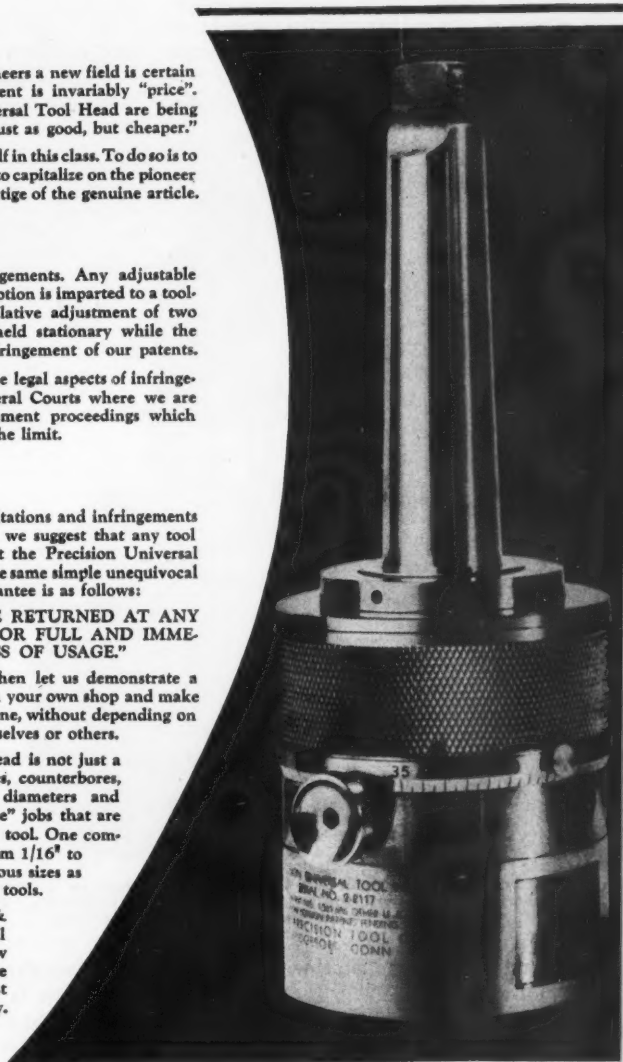 neers a new field is certain
ent is invariably "price".
ersal Tool Head are being
ust as good, but cheaper."
lf in this class. To do so is to
to capitalize on the pioneer
tige of the genuine article.
gements. Any adjustable
otion is imparted to a tool-
lative adjustment of two
held stationary while the
ringement of our patents.
e legal aspects of infringe-
eral Courts where we are
ment proceedings which
he limit.
tations and infringements
we suggest that any tool
t the Precision Universal
e same simple unequivocal
antee is as follows:
E RETURNED AT ANY
OR FULL AND IMME-
S OF USAGE."
hen let us demonstrate a
your own shop and make
ne, without depending on
selves or others.
ead is not just a
s, counterbores,
diameters and
e" jobs that are
tool. One com-
m 1/16" to
ous sizes as
tools.
&
l
w
e
st
y.
35
UNIVERSAL TOOL
SERIAL NO. 2-8117
PRECISION TOOL
CONN